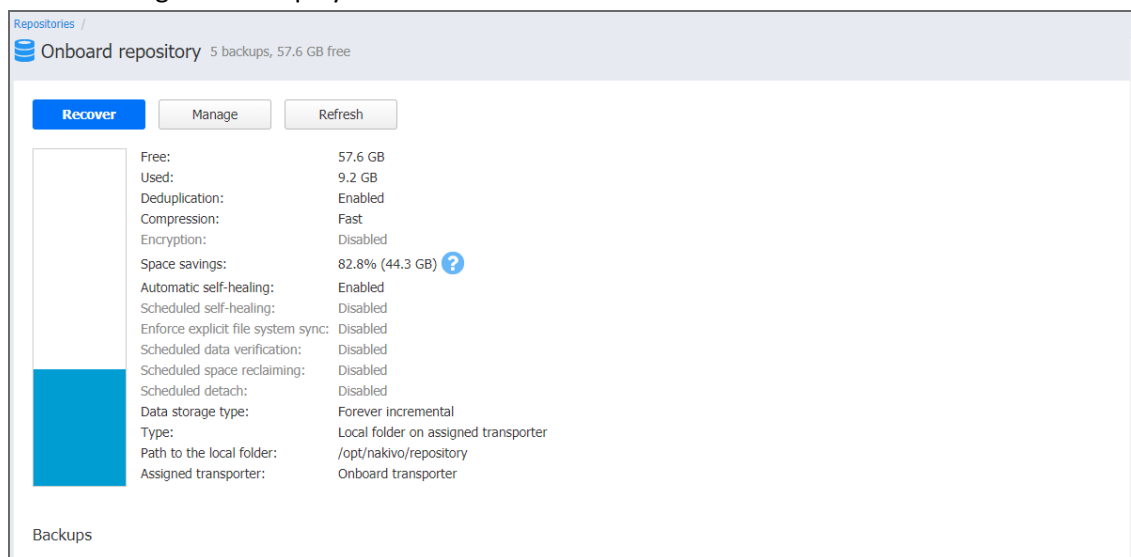 Repositories /
Onboard repository 5 backups, 57.6 GB free
Recover Manage Refresh
Free: 57.6 GB
Used: 9.2 GB
Deduplication: Enabled
Compression: Fast
Encryption: Disabled
Space savings: 82.8% (44.3 GB) ?
Automatic self-healing: Enabled
Scheduled self-healing: Disabled
Enforce explicit file system sync: Disabled
Scheduled data verification: Disabled
Scheduled space reclaiming: Disabled
Scheduled detach: Disabled
Data storage type: Forever incremental
Type: Local folder on assigned transporter
Path to the local folder: /opt/nakivo/repository
Assigned transporter: Onboard transporter
Backups